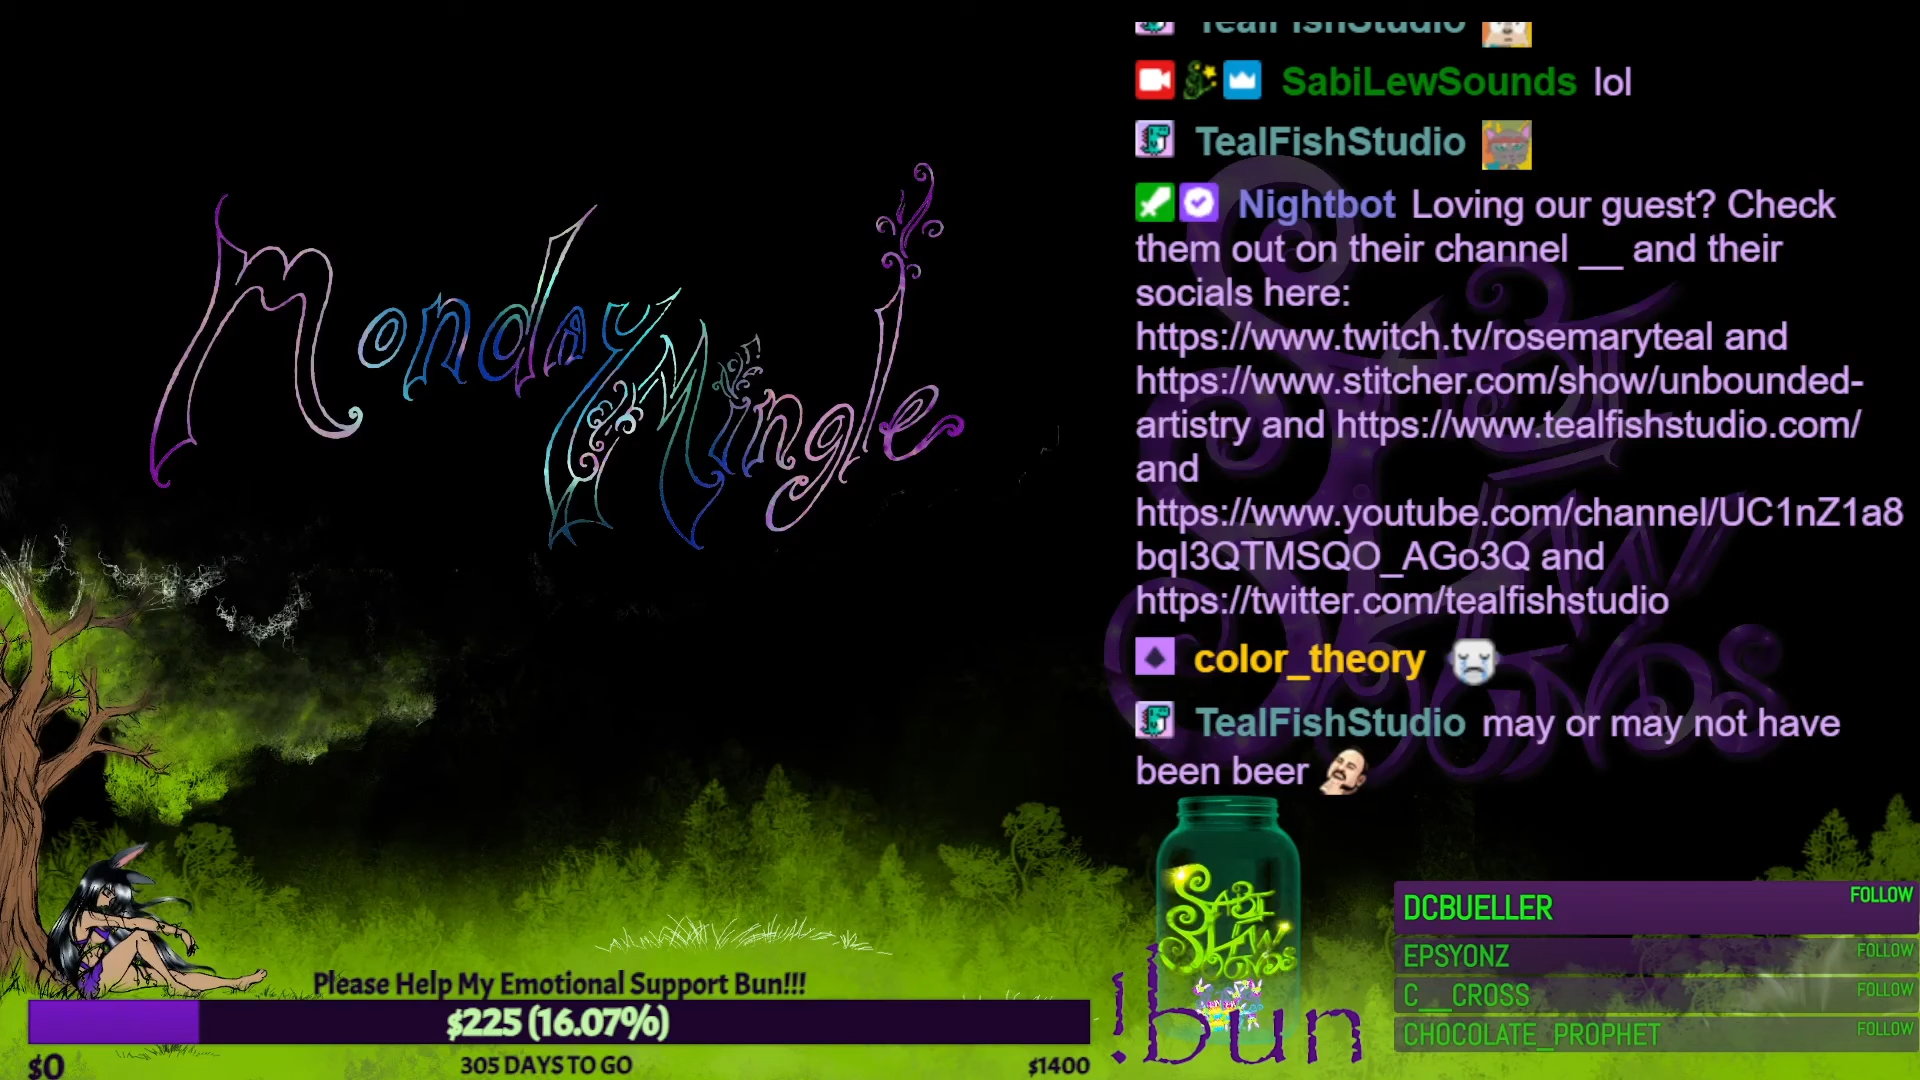 TealFishStudio
SabiLewSounds lol
TealFishStudio
Nightbot Loving our guest? Check
them out on their channel __ and their
socials here:
https://www.twitch.tv/rosemaryteal and
https://www.stitcher.com/show/unbounded-
artistry and https://www.tealfishstudio.com/
and
https://www.youtube.com/channel/UC1nZ1a8
bqI3QTMSQO_AGo3Q and
https://twitter.com/tealfishstudio
color_theory
TealFishStudio may or may not have
been beer
Monday
Mingle
SABI
LEW
SOUNDS
!bun
DCBUELLER FOLLOW
EPSYONZ FOLLOW
C__CROSS FOLLOW
CHOCOLATE_PROPHET FOLLOW
Please Help My Emotional Support Bun!!!
$225 (16.07%)
$0 305 DAYS TO GO $1400